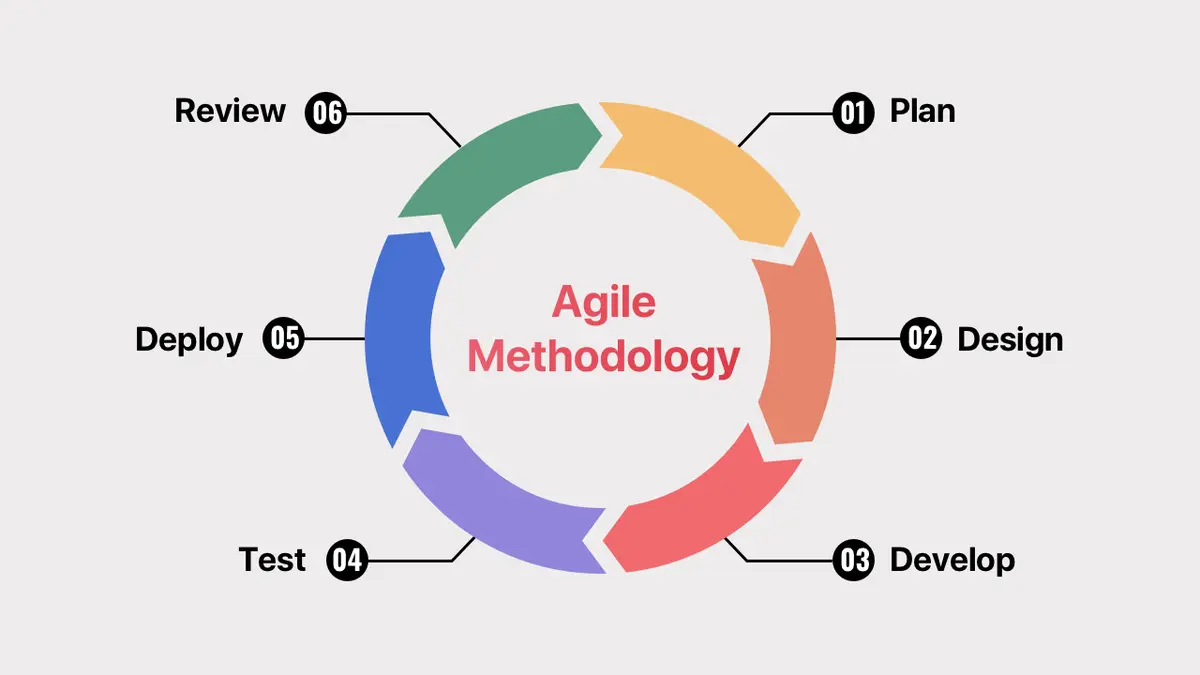 Agile
Methodology
01 Plan
02 Design
03 Develop
04 Test
05 Deploy
06 Review